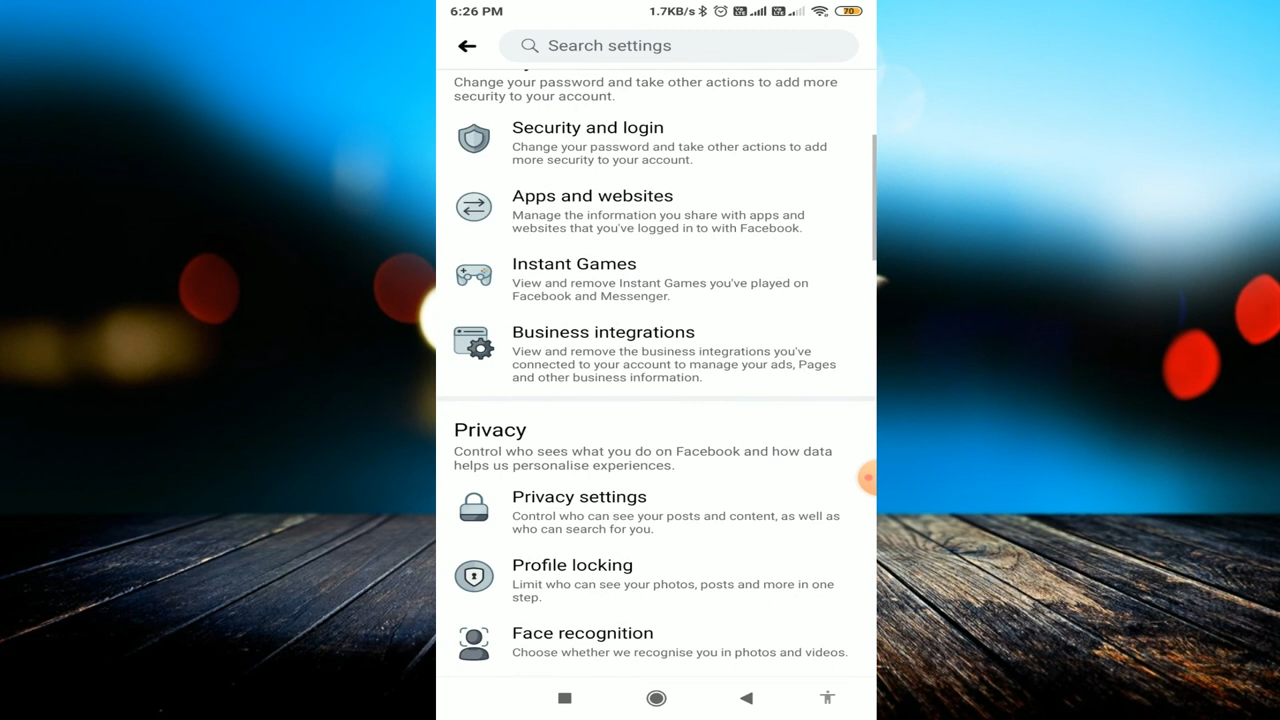 6:26 PM 1.7KB/s 70
Search settings
Change your password and take other actions to add more
security to your account.
Security and login
Change your password and take other actions to add
more security to your account.
Apps and websites
Manage the information you share with apps and
websites that you've logged in to with Facebook.
Instant Games
View and remove Instant Games you've played on
Facebook and Messenger.
Business integrations
View and remove the business integrations you've
connected to your account to manage your ads, Pages
and other business information.
Privacy
Control who sees what you do on Facebook and how data
helps us personalise experiences.
Privacy settings
Control who can see your posts and content, as well as
who can search for you.
Profile locking
Limit who can see your photos, posts and more in one
step.
Face recognition
Choose whether we recognise you in photos and videos.